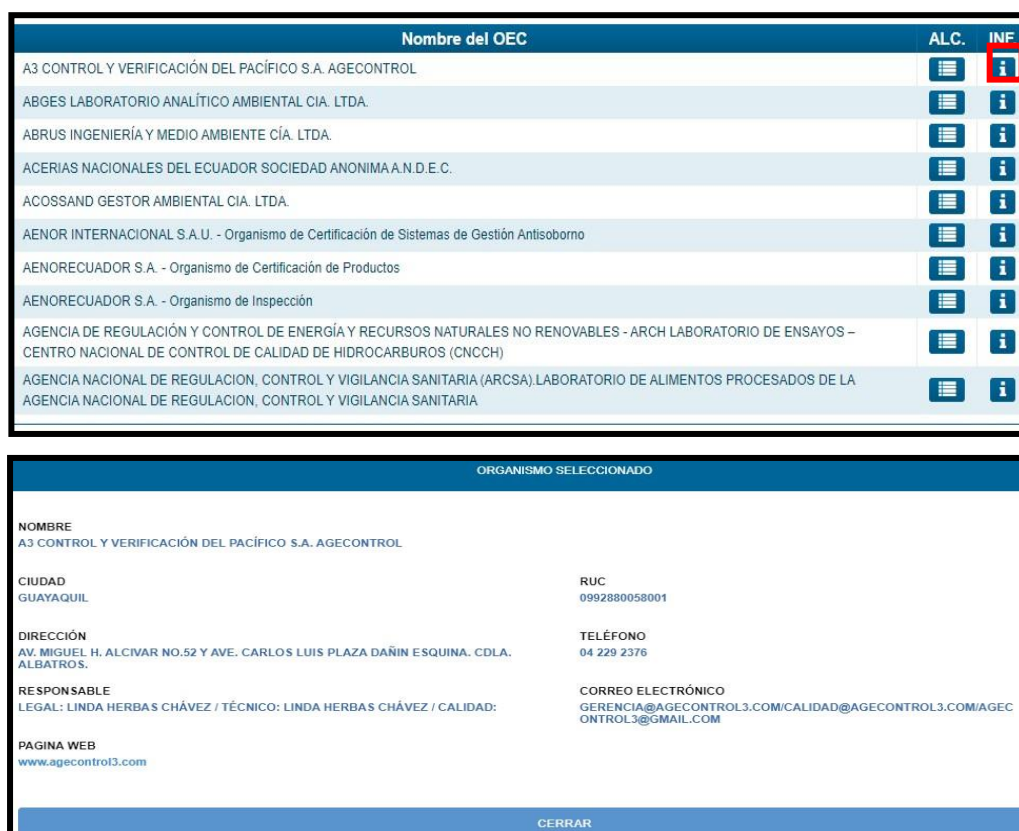 Nombre del OEC ALC. INF.
A3 CONTROL Y VERIFICACIÓN DEL PACÍFICO S.A. AGECONTROL
ABGES LABORATORIO ANALÍTICO AMBIENTAL CIA. LTDA.
ABRUS INGENIERÍA Y MEDIO AMBIENTE CÍA. LTDA.
ACERIAS NACIONALES DEL ECUADOR SOCIEDAD ANONIMA A.N.D.E.C.
ACOSSAND GESTOR AMBIENTAL CIA. LTDA.
AENOR INTERNACIONAL S.A.U. - Organismo de Certificación de Sistemas de Gestión Antisoborno
AENORECUADOR S.A. - Organismo de Certificación de Productos
AENORECUADOR S.A. - Organismo de Inspección
AGENCIA DE REGULACIÓN Y CONTROL DE ENERGÍA Y RECURSOS NATURALES NO RENOVABLES - ARCH LABORATORIO DE ENSAYOS –
CENTRO NACIONAL DE CONTROL DE CALIDAD DE HIDROCARBUROS (CNCCH)
AGENCIA NACIONAL DE REGULACION, CONTROL Y VIGILANCIA SANITARIA (ARCSA).LABORATORIO DE ALIMENTOS PROCESADOS DE LA
AGENCIA NACIONAL DE REGULACION, CONTROL Y VIGILANCIA SANITARIA
ORGANISMO SELECCIONADO
NOMBRE
A3 CONTROL Y VERIFICACIÓN DEL PACÍFICO S.A. AGECONTROL
CIUDAD
GUAYAQUIL
RUC
0992880058001
DIRECCIÓN
AV. MIGUEL H. ALCIVAR NO.52 Y AVE. CARLOS LUIS PLAZA DAÑIN ESQUINA. CDLA.
ALBATROS.
TELÉFONO
04 229 2376
RESPONSABLE
LEGAL: LINDA HERBAS CHÁVEZ / TÉCNICO: LINDA HERBAS CHÁVEZ / CALIDAD:
CORREO ELECTRÓNICO
GERENCIA@AGECONTROL3.COM/CALIDAD@AGECONTROL3.COM/AGEC
ONTROL3@GMAIL.COM
PAGINA WEB
www.agecontrol3.com
CERRAR